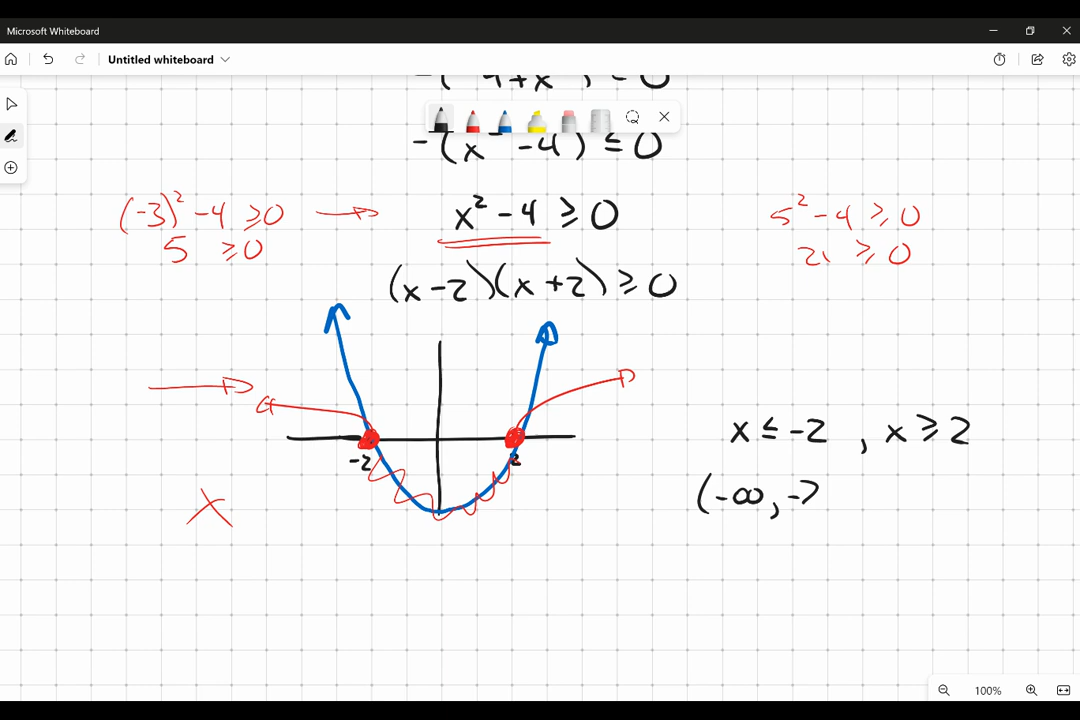 Microsoft Whiteboard
Untitled whiteboard
-(x² -4) ≤ 0
(-3)² -4 ≥0
x² - 4 ≥ 0
5² -4 ≥ 0
5 ≥0
21 ≥ 0
(x -2)(x +2) ≥ 0
-2
2
x ≤ -2 , x ≥ 2
(-∞, -2
X
100%